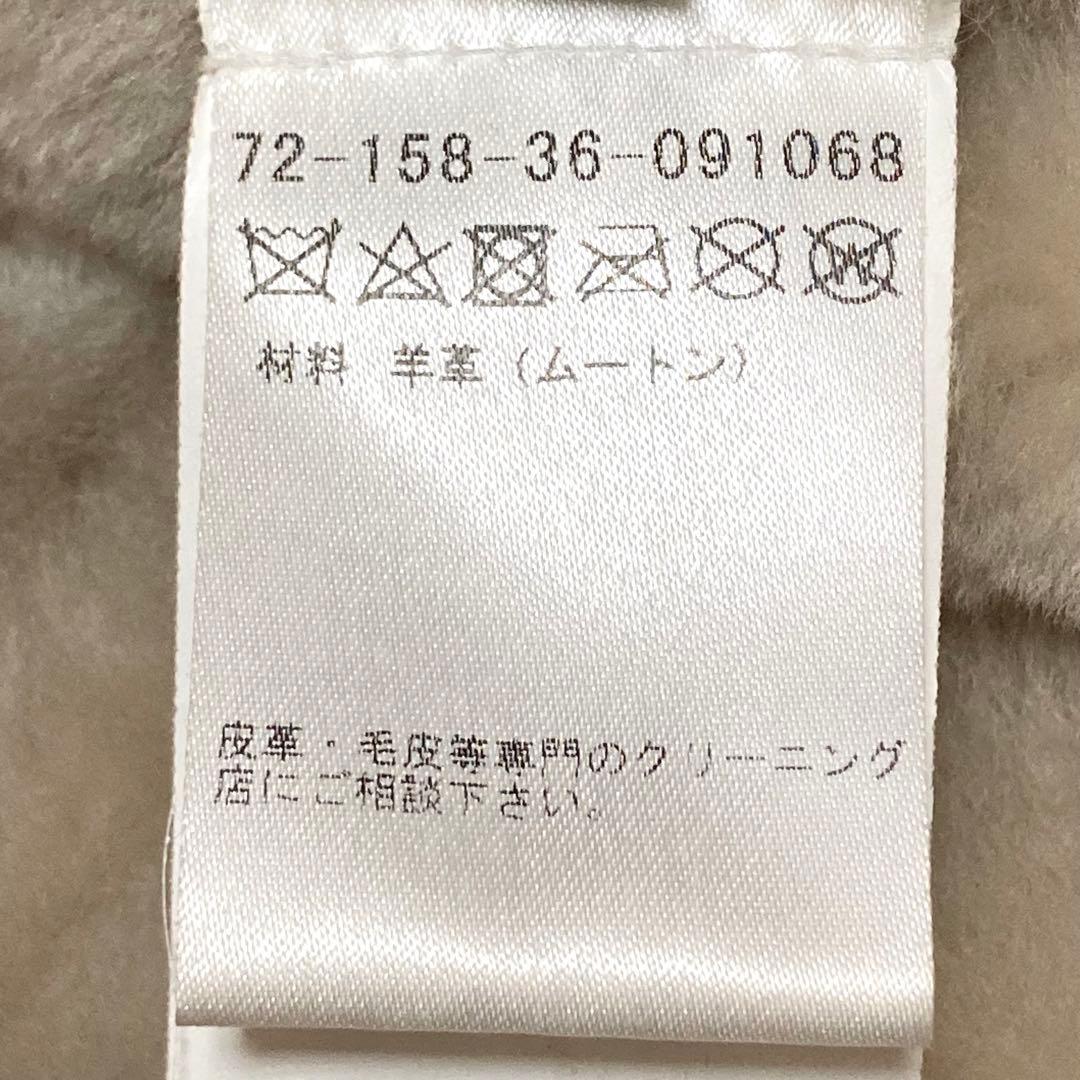 72-158-36-091068
W
材料 羊革（ムートン）
皮革・毛皮等専門のクリーニング
店にご相談下さい。